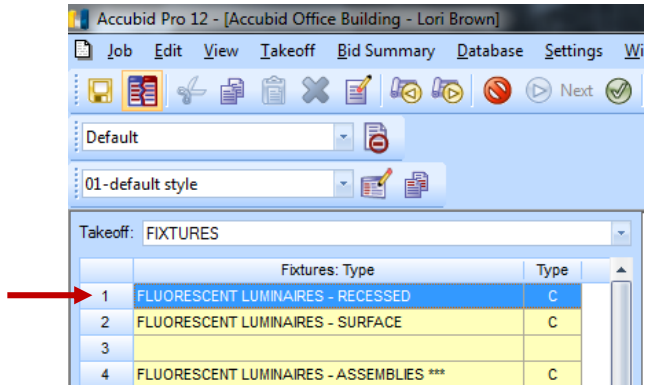 Accubid Pro 12 - [Accubid Office Building - Lori Brown]
Job Edit View Takeoff Bid Summary Database Settings Wi
Next
Default
01-default style
Takeoff: FIXTURES
Fixtures: Type Type
1 FLUORESCENT LUMINAIRES - RECESSED C
2 FLUORESCENT LUMINAIRES - SURFACE C
3
4 FLUORESCENT LUMINAIRES - ASSEMBLIES *** C